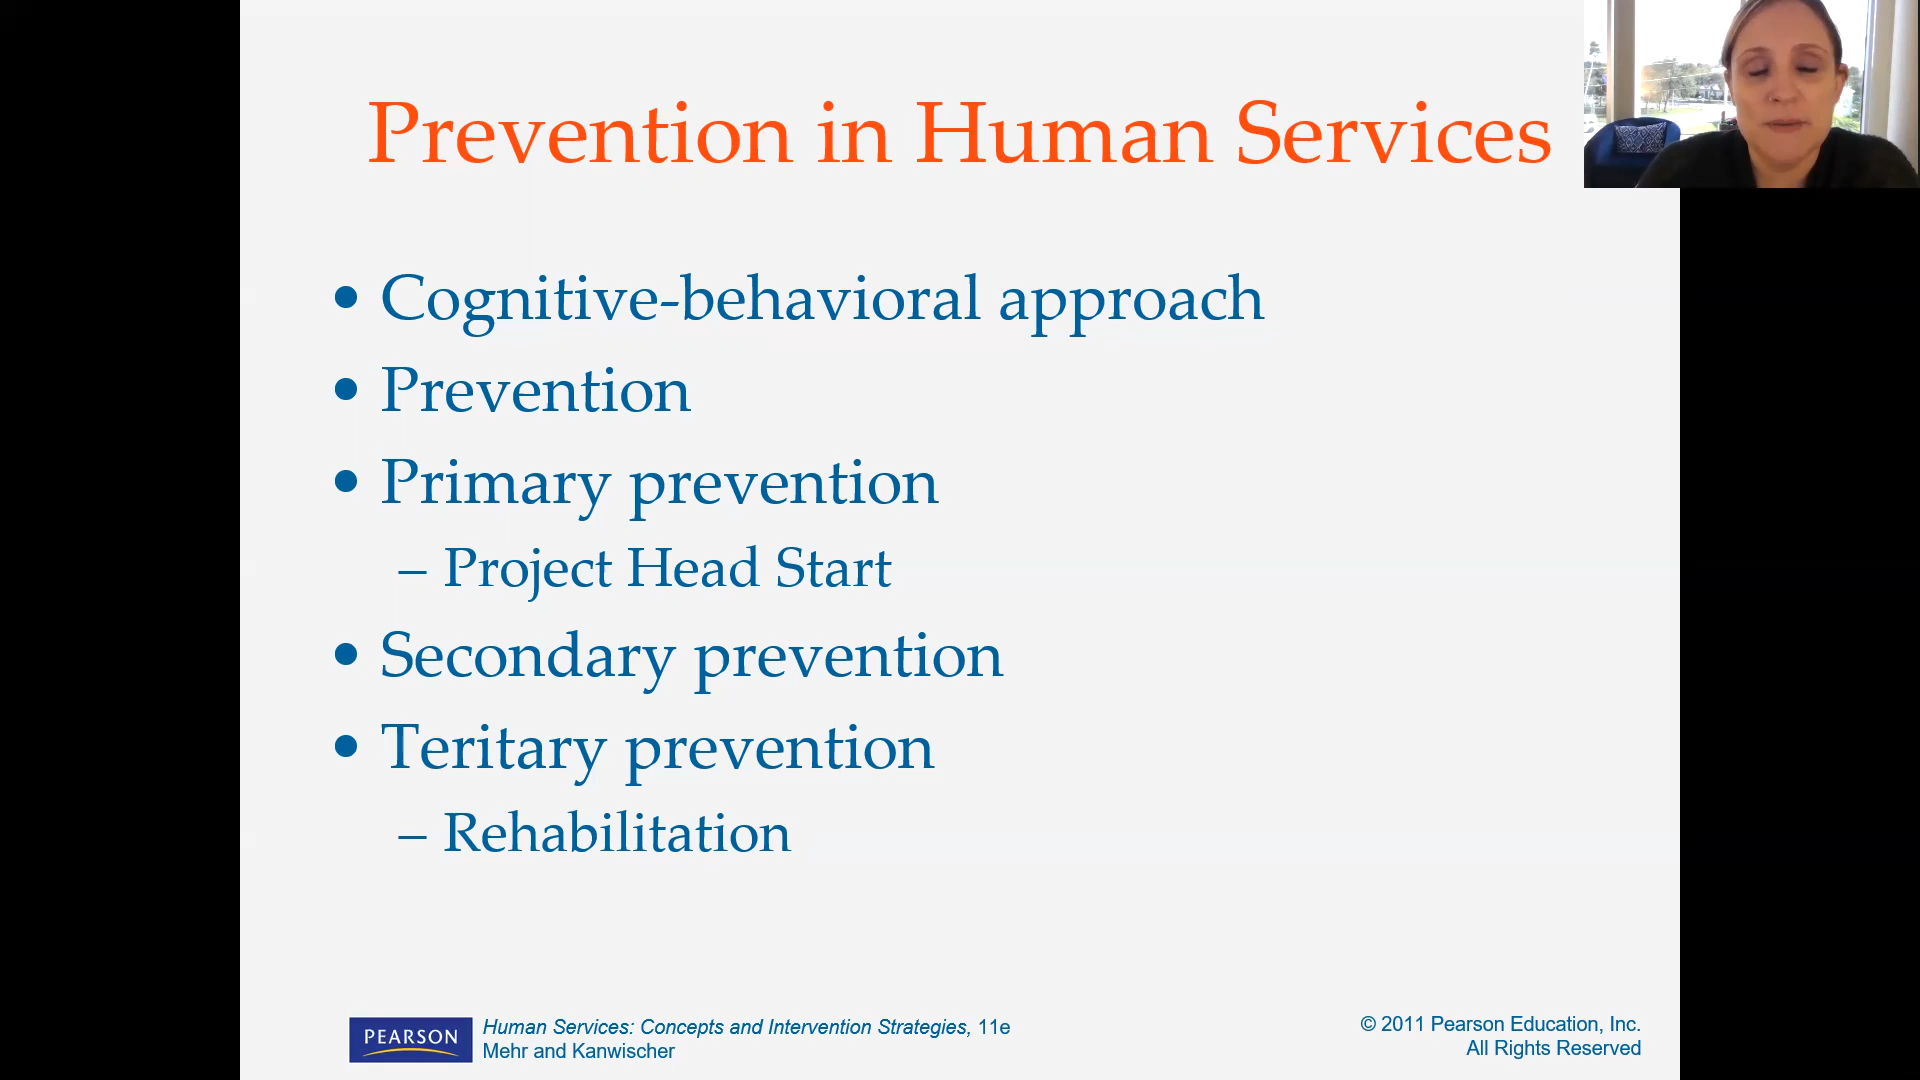 Prevention in Human Services
• Cognitive-behavioral approach
• Prevention
• Primary prevention
– Project Head Start
• Secondary prevention
• Teritary prevention
– Rehabilitation
PEARSON
Human Services: Concepts and Intervention Strategies, 11e
Mehr and Kanwischer
© 2011 Pearson Education, Inc.
All Rights Reserved